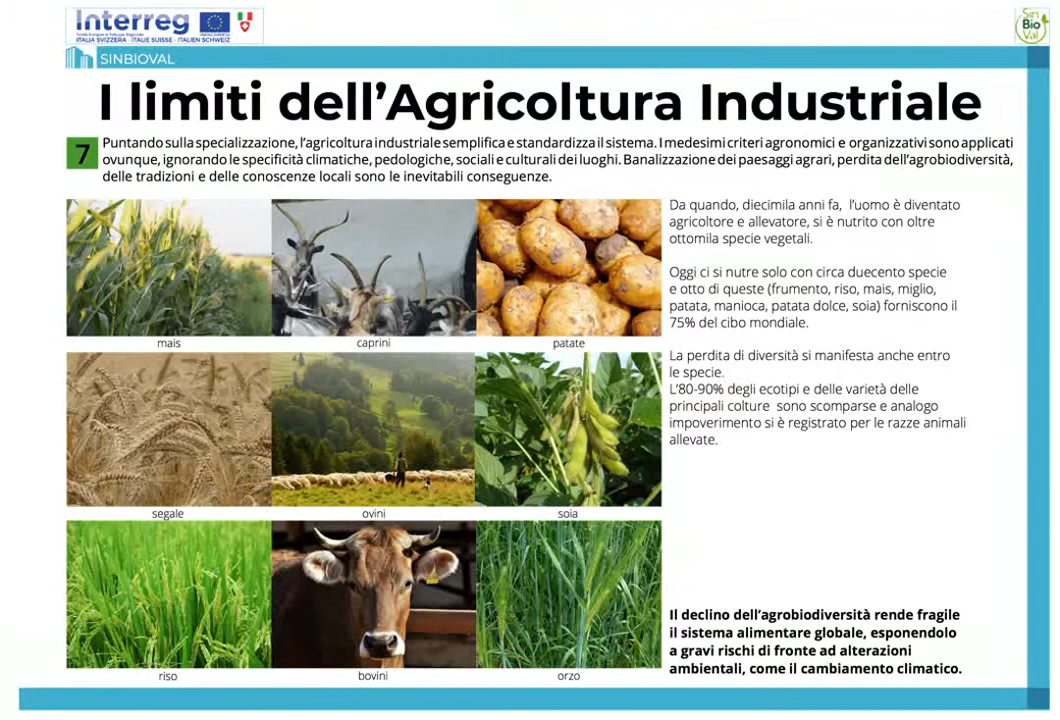 Interreg
Fondo Europeo di Sviluppo Regionale
UNIONE EUROPEA
ITALIA SVIZZERA · ITALIE SUISSE · ITALIEN SCHWEIZ
Sin
Bio
Val
SINBIOVAL
I limiti dell’Agricoltura Industriale
7
Puntando sulla specializzazione, l’agricoltura industriale semplifica e standardizza il sistema. I medesimi criteri agronomici e organizzativi sono applicati
ovunque, ignorando le specificità climatiche, pedologiche, sociali e culturali dei luoghi. Banalizzazione dei paesaggi agrari, perdita dell’agrobiodiversità,
delle tradizioni e delle conoscenze locali sono le inevitabili conseguenze.
mais
caprini
patate
segale
ovini
soia
riso
bovini
orzo
Da quando, diecimila anni fa, l’uomo è diventato
agricoltore e allevatore, si è nutrito con oltre
ottomila specie vegetali.
Oggi ci si nutre solo con circa duecento specie
e otto di queste (frumento, riso, mais, miglio,
patata, manioca, patata dolce, soia) forniscono il
75% del cibo mondiale.
La perdita di diversità si manifesta anche entro
le specie.
L’80-90% degli ecotipi e delle varietà delle
principali colture sono scomparse e analogo
impoverimento si è registrato per le razze animali
allevate.
Il declino dell’agrobiodiversità rende fragile
il sistema alimentare globale, esponendolo
a gravi rischi di fronte ad alterazioni
ambientali, come il cambiamento climatico.